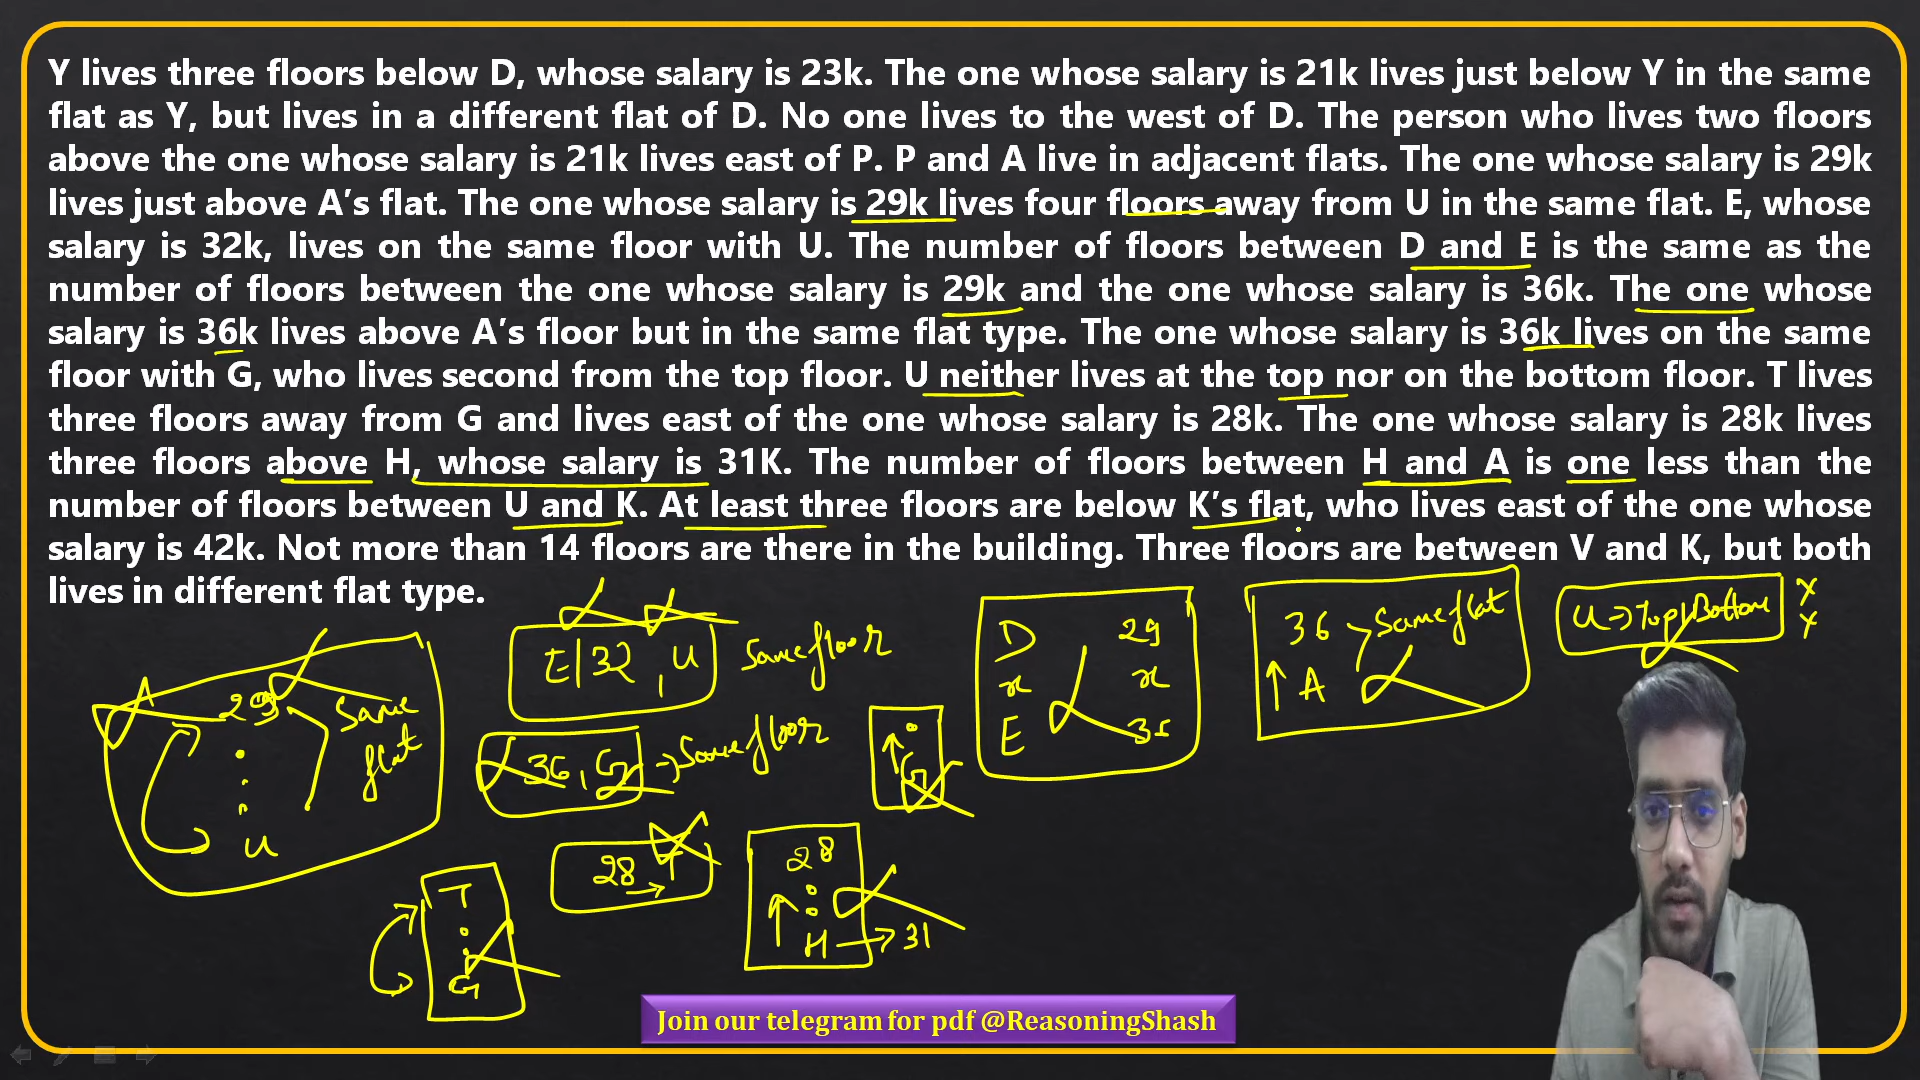 Y lives three floors below D, whose salary is 23k. The one whose salary is 21k lives just below Y in the same
flat as Y, but lives in a different flat of D. No one lives to the west of D. The person who lives two floors
above the one whose salary is 21k lives east of P. P and A live in adjacent flats. The one whose salary is 29k
lives just above A's flat. The one whose salary is 29k lives four floors away from U in the same flat. E, whose
salary is 32k, lives on the same floor with U. The number of floors between D and E is the same as the
number of floors between the one whose salary is 29k and the one whose salary is 36k. The one whose
salary is 36k lives above A's floor but in the same flat type. The one whose salary is 36k lives on the same
floor with G, who lives second from the top floor. U neither lives at the top nor on the bottom floor. T lives
three floors away from G and lives east of the one whose salary is 28k. The one whose salary is 28k lives
three floors above H, whose salary is 31K. The number of floors between H and A is one less than the
number of floors between U and K. At least three floors are below K's flat, who lives east of the one whose
salary is 42k. Not more than 14 floors are there in the building. Three floors are between V and K, but both
lives in different flat type.
A 29 Same flat
U
E|32, U Same floor
36, G → Same floor
G
D 29
x x
E
36 Same flat
↑ A
U → Top/Bottom x x
T
G
28 → T
28
H → 31
Join our telegram for pdf @ReasoningShash